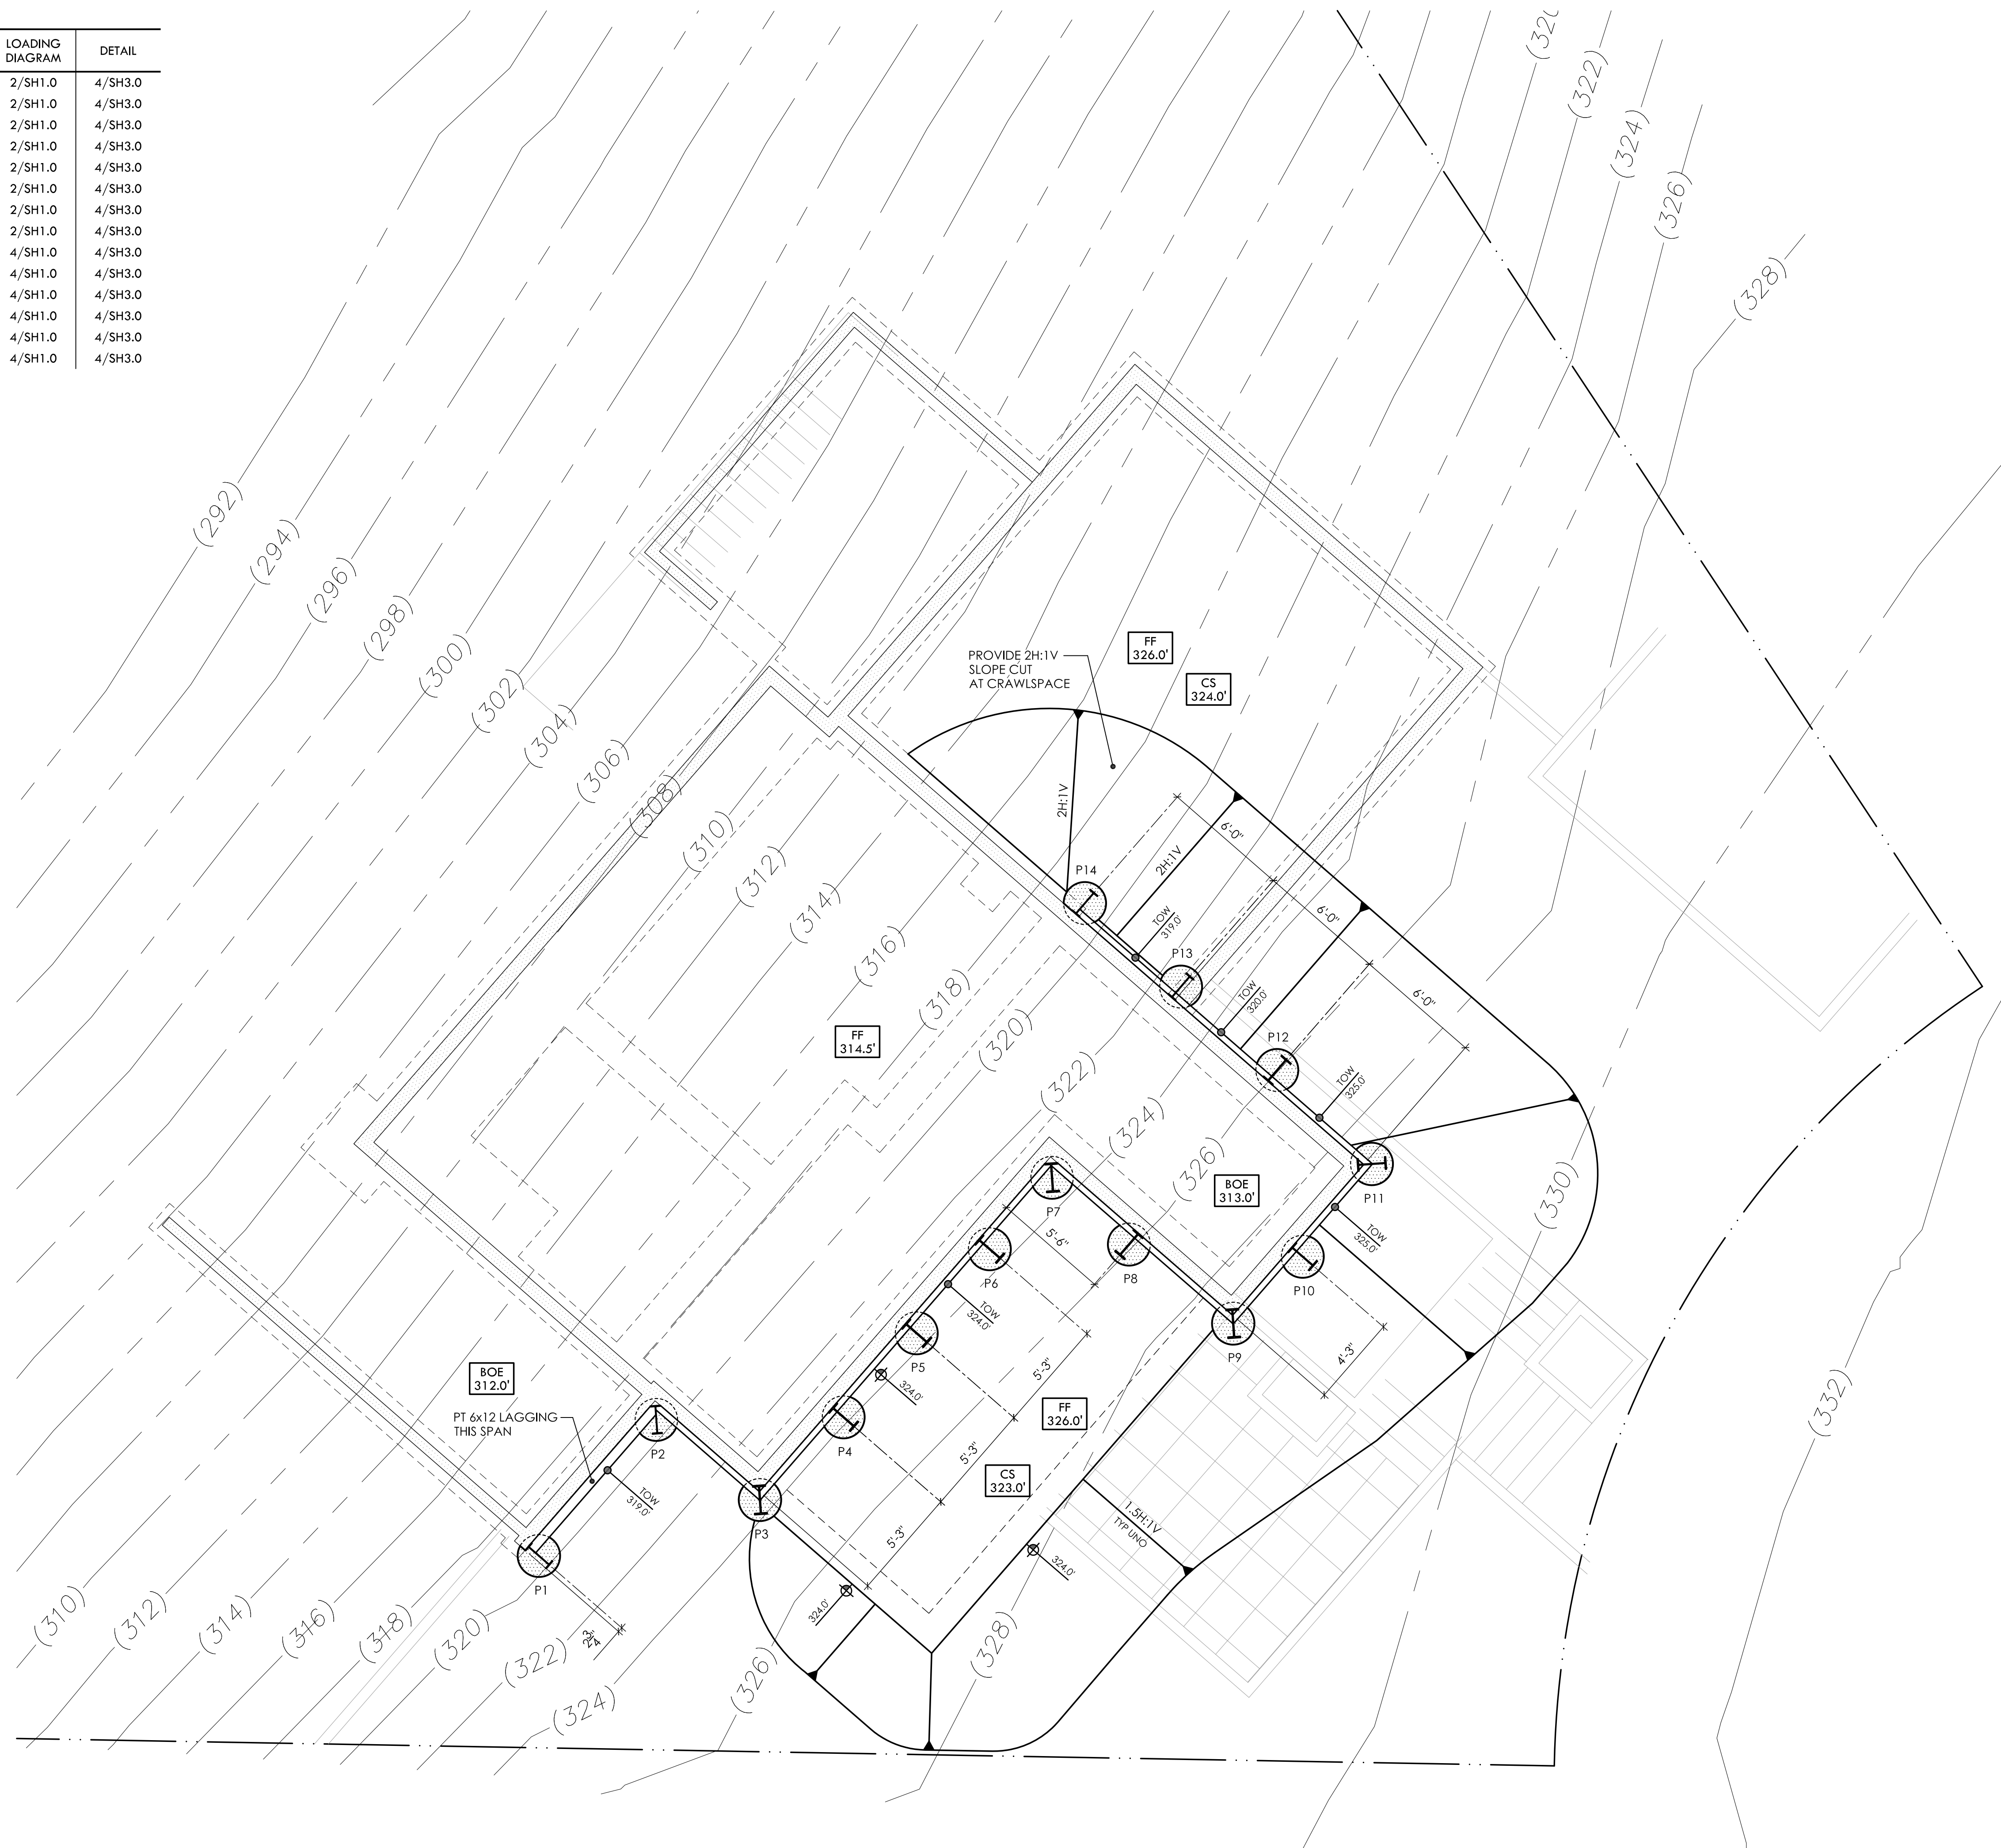 LOADING
DIAGRAM
DETAIL
2/SH1.0 4/SH3.0
2/SH1.0 4/SH3.0
2/SH1.0 4/SH3.0
2/SH1.0 4/SH3.0
2/SH1.0 4/SH3.0
2/SH1.0 4/SH3.0
2/SH1.0 4/SH3.0
2/SH1.0 4/SH3.0
4/SH1.0 4/SH3.0
4/SH1.0 4/SH3.0
4/SH1.0 4/SH3.0
4/SH1.0 4/SH3.0
4/SH1.0 4/SH3.0
4/SH1.0 4/SH3.0
(322)
(324)
(326)
(328)
(292)
(294)
(296)
(298)
(300)
(302)
(304)
(306)
(308)
(310)
(312)
(314)
(316)
(318)
(320)
(322)
(324)
(326)
FF
326.0'
CS
324.0'
PROVIDE 2H:1V
SLOPE CUT
AT CRAWLSPACE
2H:1V
2H:1V
6'-0"
6'-0"
6'-0"
P14
TOW
319.0'
P13
TOW
320.0'
P12
TOW
325.0'
P11
TOW
325.0'
FF
314.5'
BOE
313.0'
(330)
(332)
P7
P8
5'-6"
P6
TOW
324.0'
P5
324.0'
P4
P10
P9
4'-3"
5'-3"
5'-3"
5'-3"
FF
326.0'
CS
323.0'
BOE
312.0'
PT 6x12 LAGGING
THIS SPAN
P2
TOW
319.0'
P3
P1
1.5H:1V
TYP UNO
324.0'
324.0'
(310)
(312)
(314)
(316)
(318)
(320)
(322)
(324)
(326)
(328)